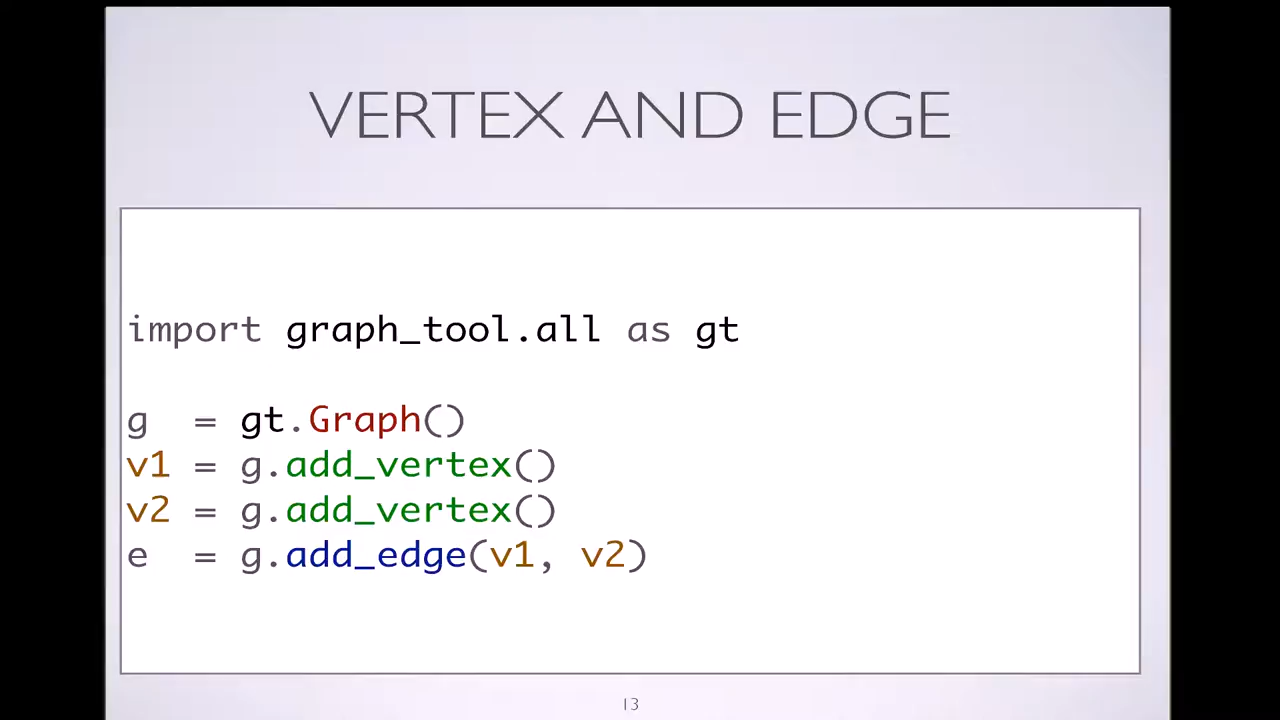 VERTEX AND EDGE
import graph_tool.all as gt
g  = gt.Graph()
v1 = g.add_vertex()
v2 = g.add_vertex()
e  = g.add_edge(v1, v2)
13